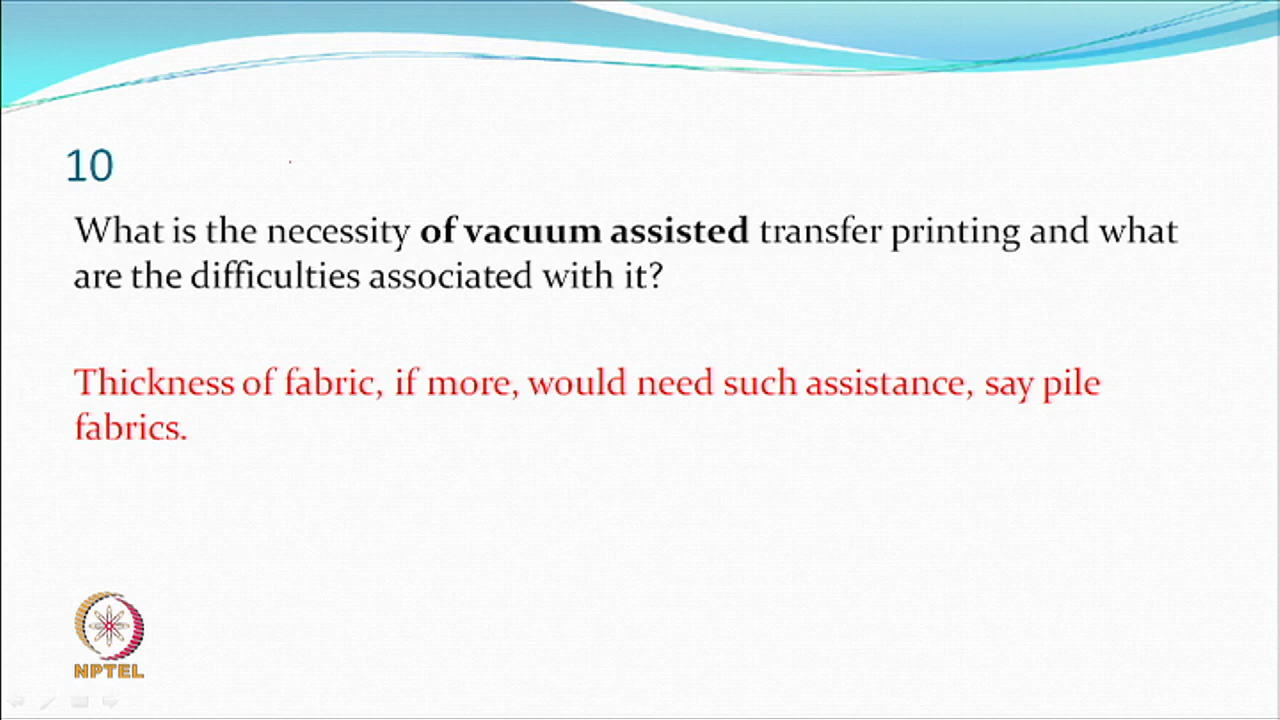 10
What is the necessity of vacuum assisted transfer printing and what
are the difficulties associated with it?
Thickness of fabric, if more, would need such assistance, say pile
fabrics.
NPTEL